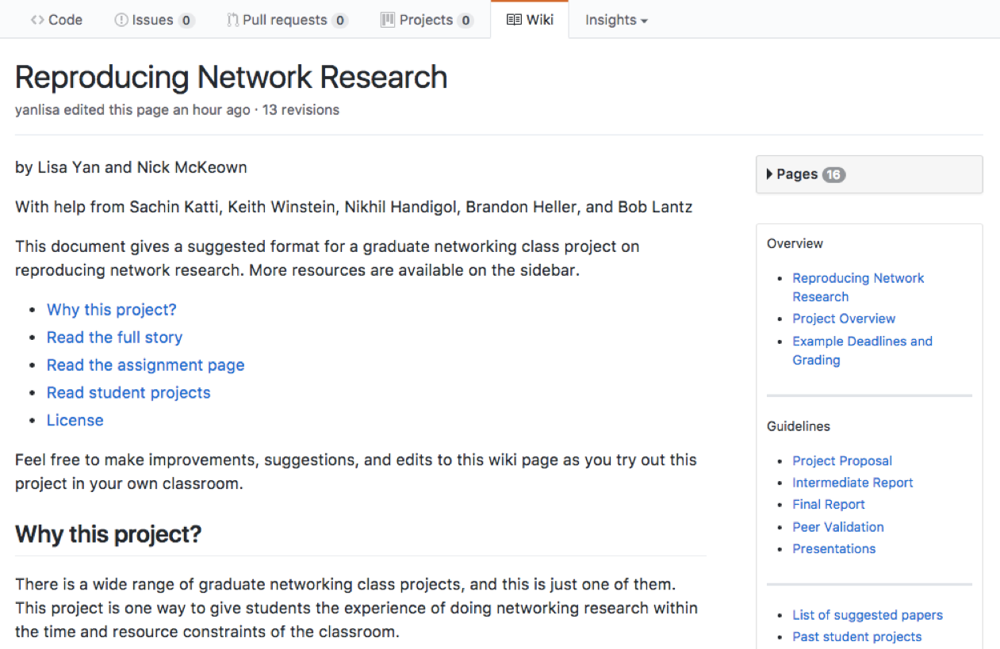 Code Issues 0 Pull requests 0 Projects 0 Wiki Insights
Reproducing Network Research
yanlisa edited this page an hour ago · 13 revisions
by Lisa Yan and Nick McKeown
With help from Sachin Katti, Keith Winstein, Nikhil Handigol, Brandon Heller, and Bob Lantz
This document gives a suggested format for a graduate networking class project on
reproducing network research. More resources are available on the sidebar.
• Why this project?
• Read the full story
• Read the assignment page
• Read student projects
• License
Feel free to make improvements, suggestions, and edits to this wiki page as you try out this
project in your own classroom.
Why this project?
There is a wide range of graduate networking class projects, and this is just one of them.
This project is one way to give students the experience of doing networking research within
the time and resource constraints of the classroom.
Pages 16
Overview
• Reproducing Network
Research
• Project Overview
• Example Deadlines and
Grading
Guidelines
• Project Proposal
• Intermediate Report
• Final Report
• Peer Validation
• Presentations
• List of suggested papers
• Past student projects